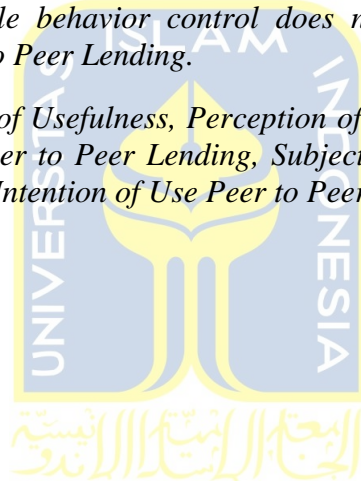 le behavior control does n
o Peer Lending.
of Usefulness, Perception of
er to Peer Lending, Subject
Intention of Use Peer to Peer
ISLAM
UNIVERSITAS
INDONESIA